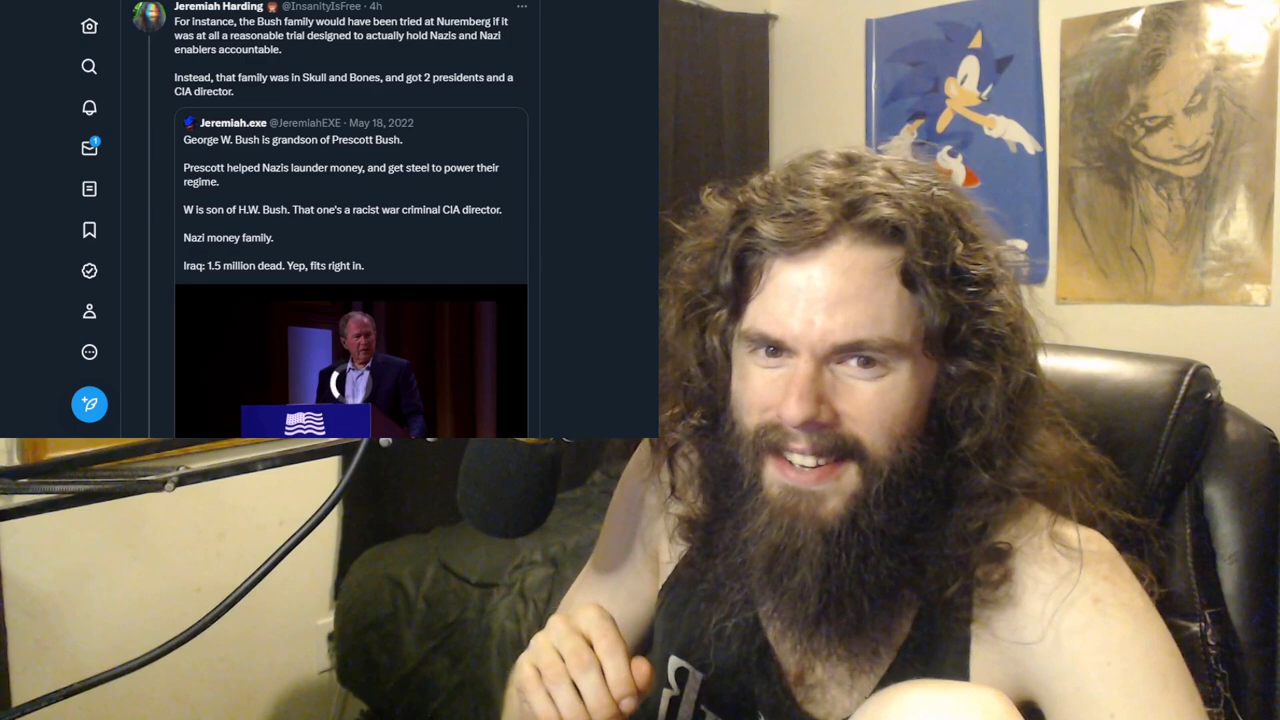 Jeremiah Harding @InsanityIsFree · 4h
For instance, the Bush family would have been tried at Nuremberg if it
was at all a reasonable trial designed to actually hold Nazis and Nazi
enablers accountable.
Instead, that family was in Skull and Bones, and got 2 presidents and a
CIA director.
Jeremiah.exe @JeremiahEXE · May 18, 2022
George W. Bush is grandson of Prescott Bush.
Prescott helped Nazis launder money, and get steel to power their
regime.
W is son of H.W. Bush. That one's a racist war criminal CIA director.
Nazi money family.
Iraq: 1.5 million dead. Yep, fits right in.
1